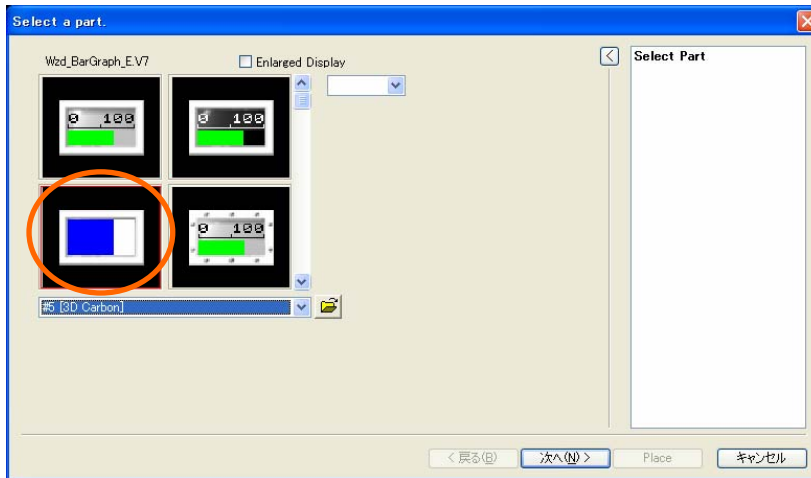 Select a part.
Wzd_BarGraph_E.V7
Enlarged Display
<
Select Part
0 100
0 100
0 100
#5 [3D Carbon]
< 戻る(B)
次へ(N) >
Place
キャンセル